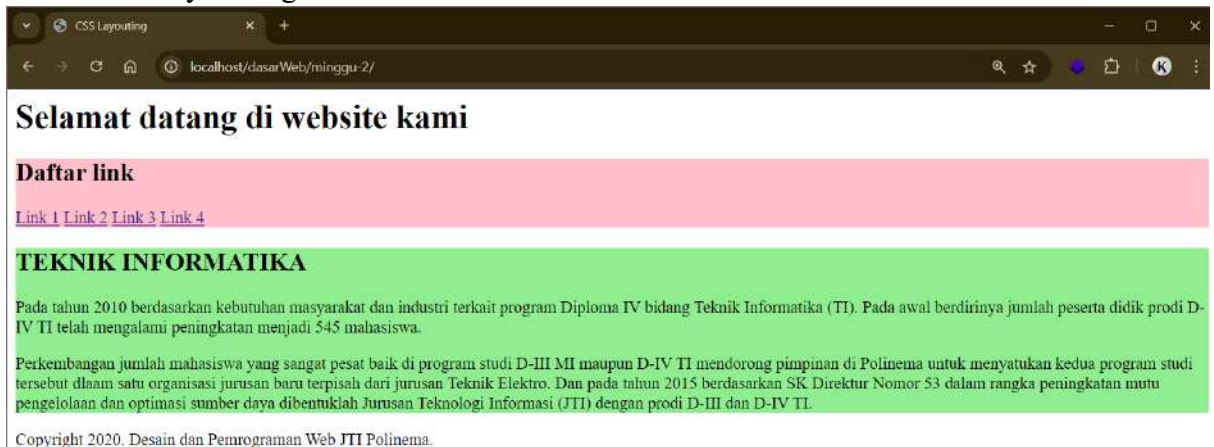 CSS Layouting
localhost/dasarWeb/minggu-2/
K
Selamat datang di website kami
Daftar link
Link 1 Link 2 Link 3 Link 4
TEKNIK INFORMATIKA
Pada tahun 2010 berdasarkan kebutuhan masyarakat dan industri terkait program Diploma IV bidang Teknik Informatika (TI). Pada awal berdirinya jumlah peserta didik prodi D-
IV TI telah mengalami peningkatan menjadi 545 mahasiswa.
Perkembangan jumlah mahasiswa yang sangat pesat baik di program studi D-III MI maupun D-IV TI mendorong pimpinan di Polinema untuk menyatukan kedua program studi
tersebut dlaam satu organisasi jurusan baru terpisah dari jurusan Teknik Elektro. Dan pada tahun 2015 berdasarkan SK Direktur Nomor 53 dalam rangka peningkatan mutu
pengelolaan dan optimasi sumber daya dibentuklah Jurusan Teknologi Informasi (JTI) dengan prodi D-III dan D-IV TI.
Copyright 2020. Desain dan Pemrograman Web JTI Polinema.